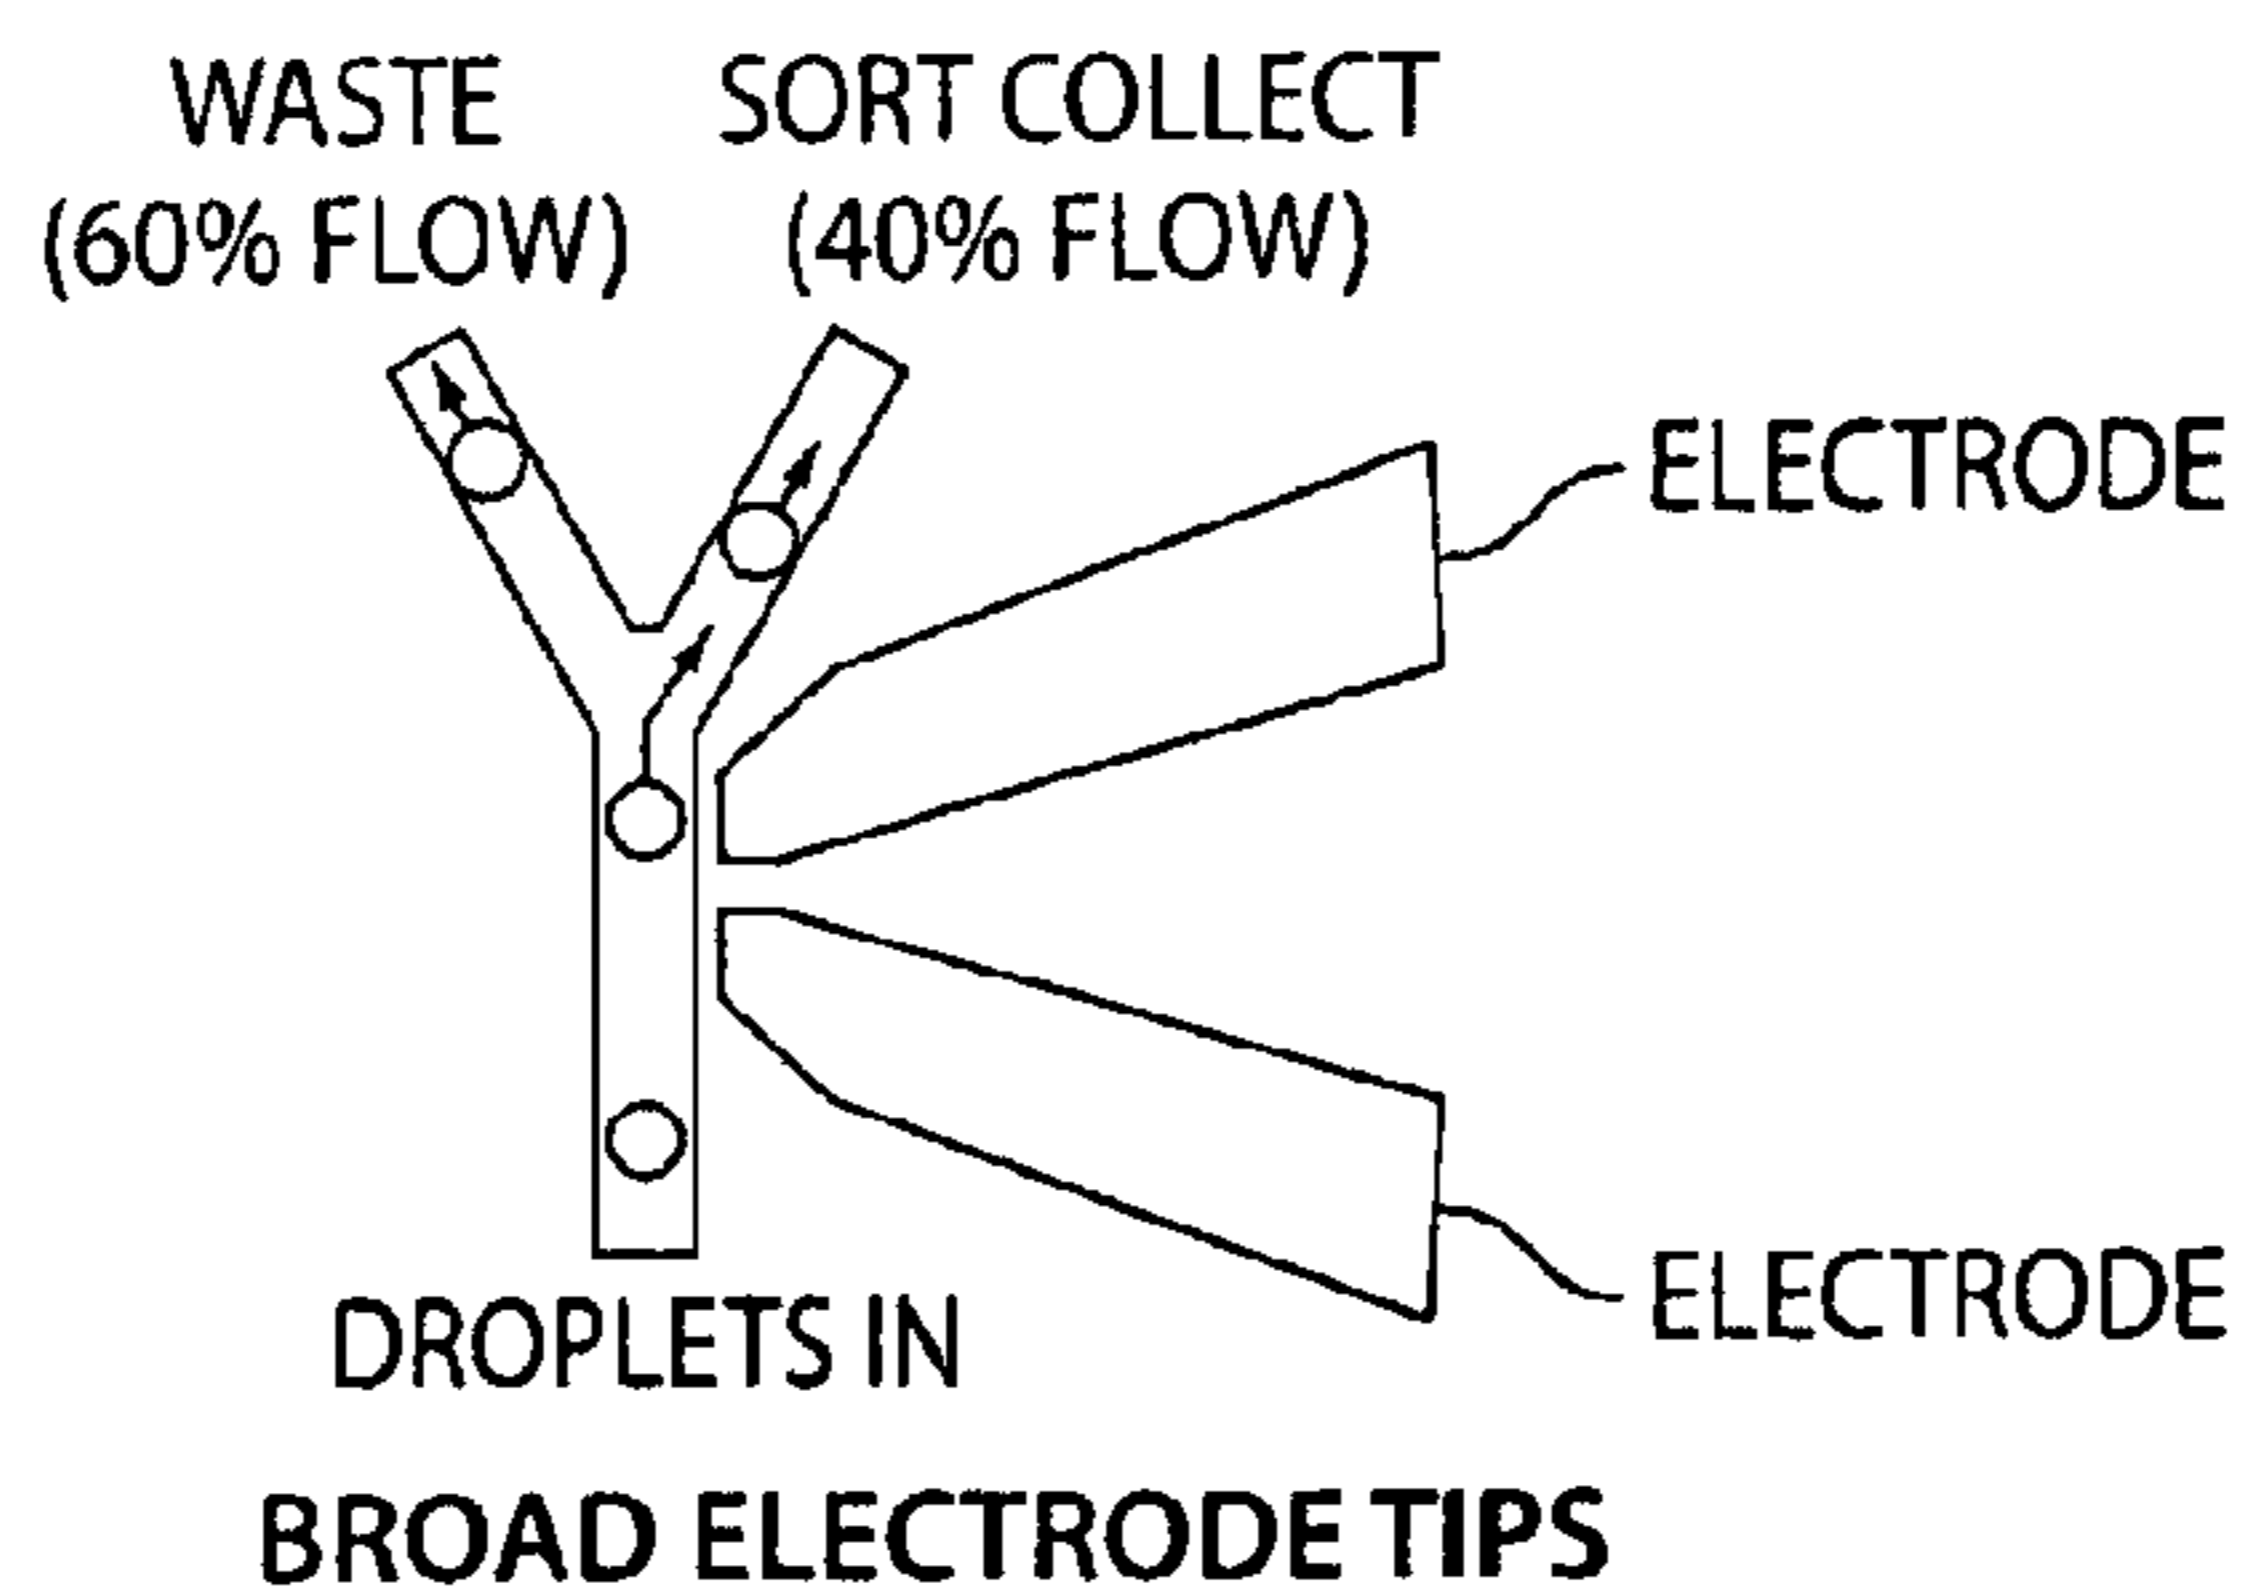 WASTE
(60% FLOW)
SORT COLLECT
(40% FLOW)
ELECTRODE
ELECTRODE
DROPLETS IN
BROAD ELECTRODE TIPS